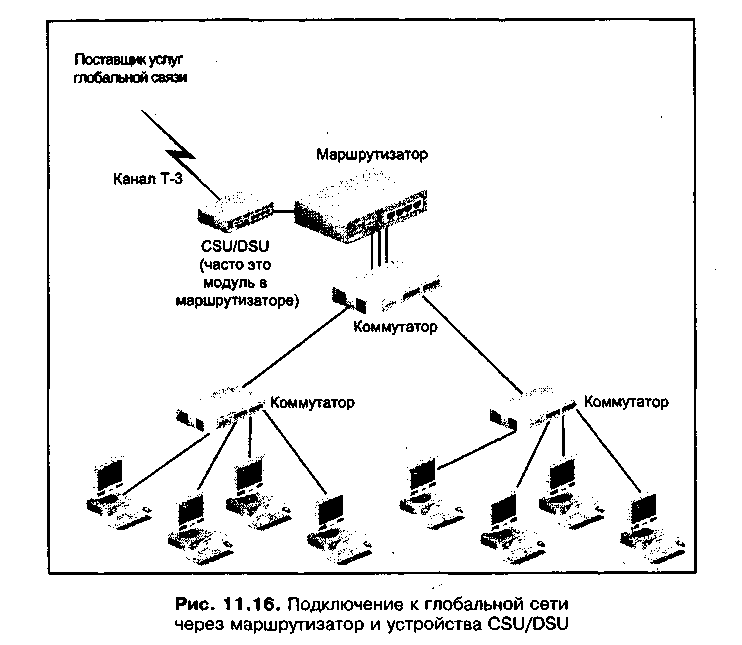 Поставщик услуг
глобальной связи
Канал Т-3
Маршрутизатор
CSU/DSU
(часто это
модуль в
маршрутизаторе)
Коммутатор
Коммутатор
Коммутатор
Рис. 11.16. Подключение к глобальной сети
через маршрутизатор и устройства CSU/DSU